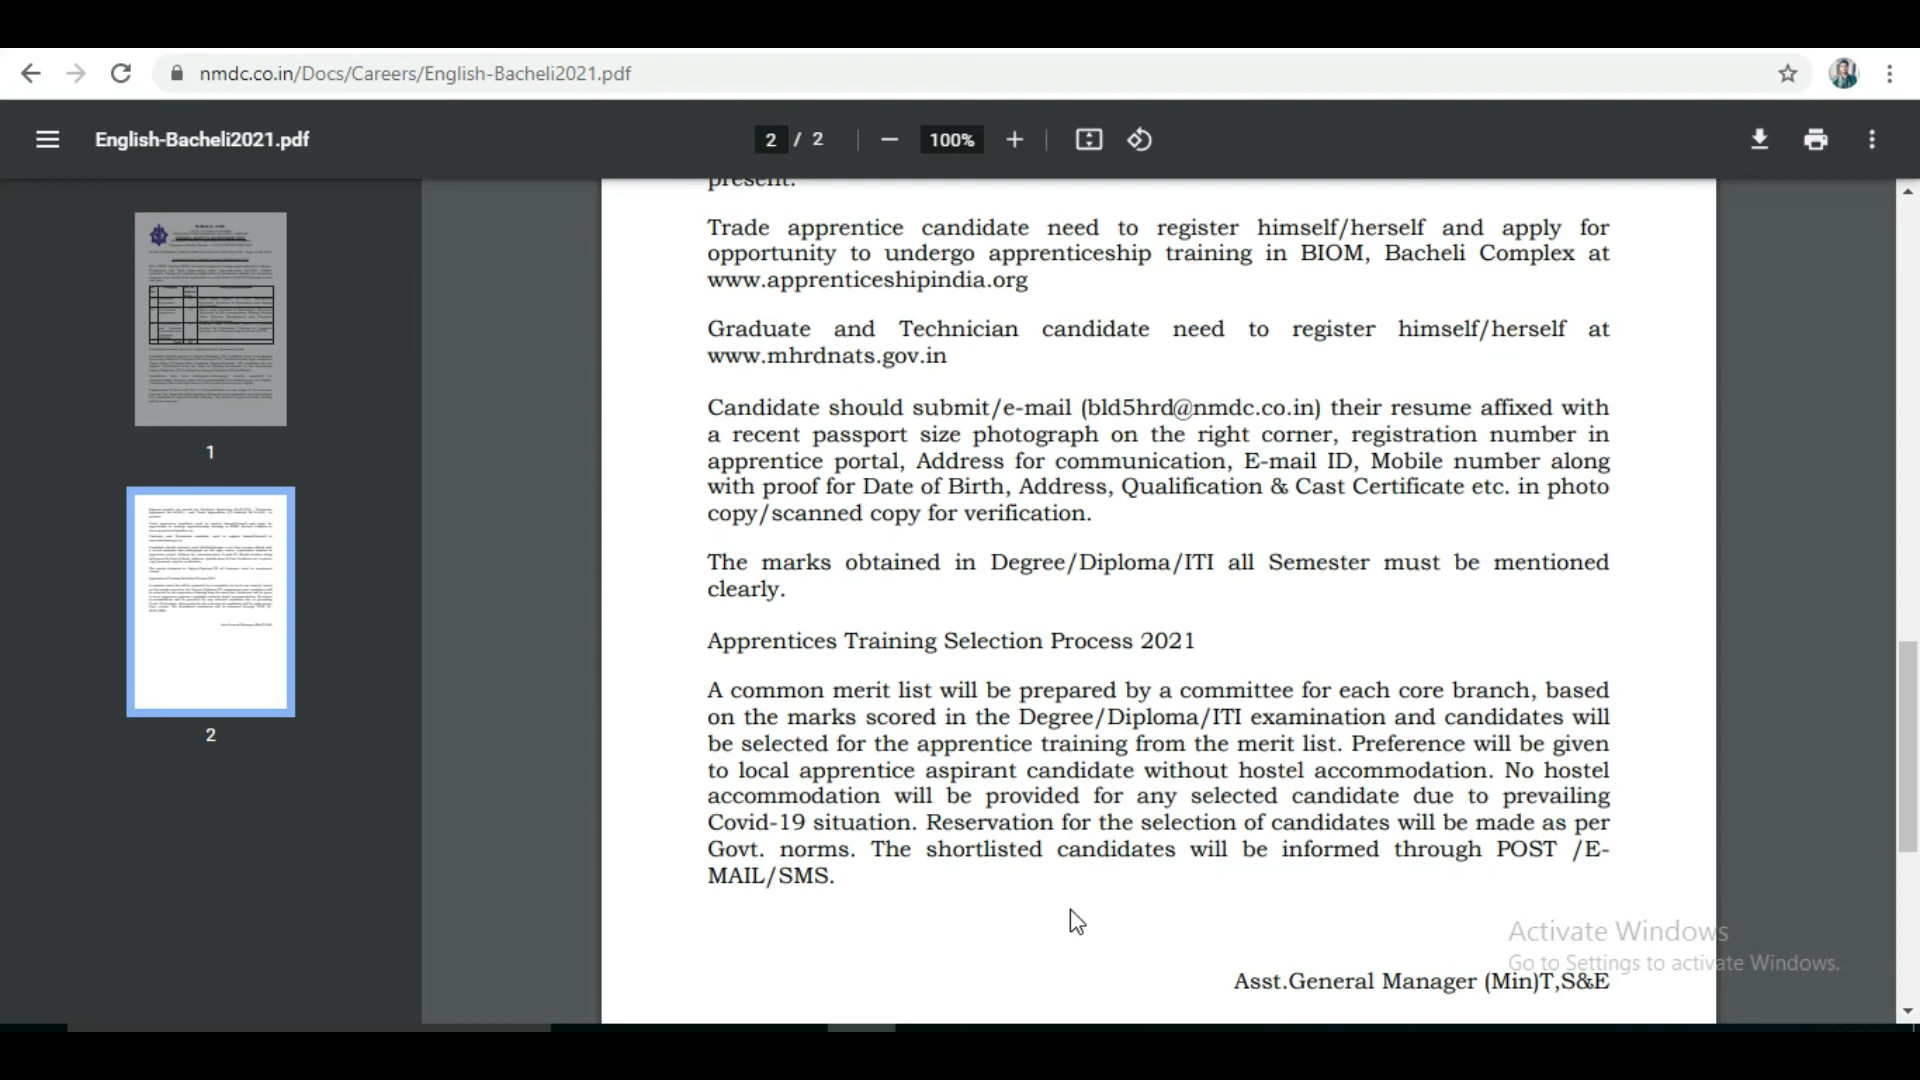 nmdc.co.in/Docs/Careers/English-Bacheli2021.pdf
English-Bacheli2021.pdf
2 / 2
100%
1
2
present.
Trade apprentice candidate need to register himself/herself and apply for
opportunity to undergo apprenticeship training in BIOM, Bacheli Complex at
www.apprenticeshipindia.org
Graduate and Technician candidate need to register himself/herself at
www.mhrdnats.gov.in
Candidate should submit/e-mail (bld5hrd@nmdc.co.in) their resume affixed with
a recent passport size photograph on the right corner, registration number in
apprentice portal, Address for communication, E-mail ID, Mobile number along
with proof for Date of Birth, Address, Qualification & Cast Certificate etc. in photo
copy/scanned copy for verification.
The marks obtained in Degree/Diploma/ITI all Semester must be mentioned
clearly.
Apprentices Training Selection Process 2021
A common merit list will be prepared by a committee for each core branch, based
on the marks scored in the Degree/Diploma/ITI examination and candidates will
be selected for the apprentice training from the merit list. Preference will be given
to local apprentice aspirant candidate without hostel accommodation. No hostel
accommodation will be provided for any selected candidate due to prevailing
Covid-19 situation. Reservation for the selection of candidates will be made as per
Govt. norms. The shortlisted candidates will be informed through POST /E-
MAIL/SMS.
Asst.General Manager (Min)T,S&E
Activate Windows
Go to Settings to activate Windows.